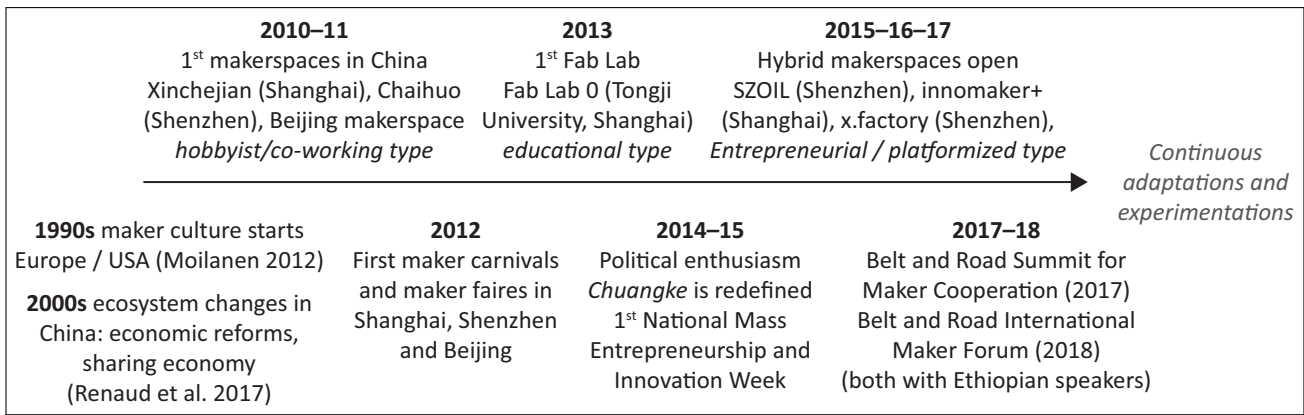 2010–11
1st makerspaces in China
Xinchejian (Shanghai), Chaihuo
(Shenzhen), Beijing makerspace
hobbyist/co-working type
2013
1st Fab Lab
Fab Lab 0 (Tongji
University, Shanghai)
educational type
2015–16–17
Hybrid makerspaces open
SZOIL (Shenzhen), innomaker+
(Shanghai), x.factory (Shenzhen),
Entrepreneurial / platformized type
Continuous
adaptations and
experimentations
1990s maker culture starts
Europe / USA (Moilanen 2012)
2000s ecosystem changes in
China: economic reforms,
sharing economy
(Renaud et al. 2017)
2012
First maker carnivals
and maker faires in
Shanghai, Shenzhen
and Beijing
2014–15
Political enthusiasm
Chuangke is redefined
1st National Mass
Entrepreneurship and
Innovation Week
2017–18
Belt and Road Summit for
Maker Cooperation (2017)
Belt and Road International
Maker Forum (2018)
(both with Ethiopian speakers)